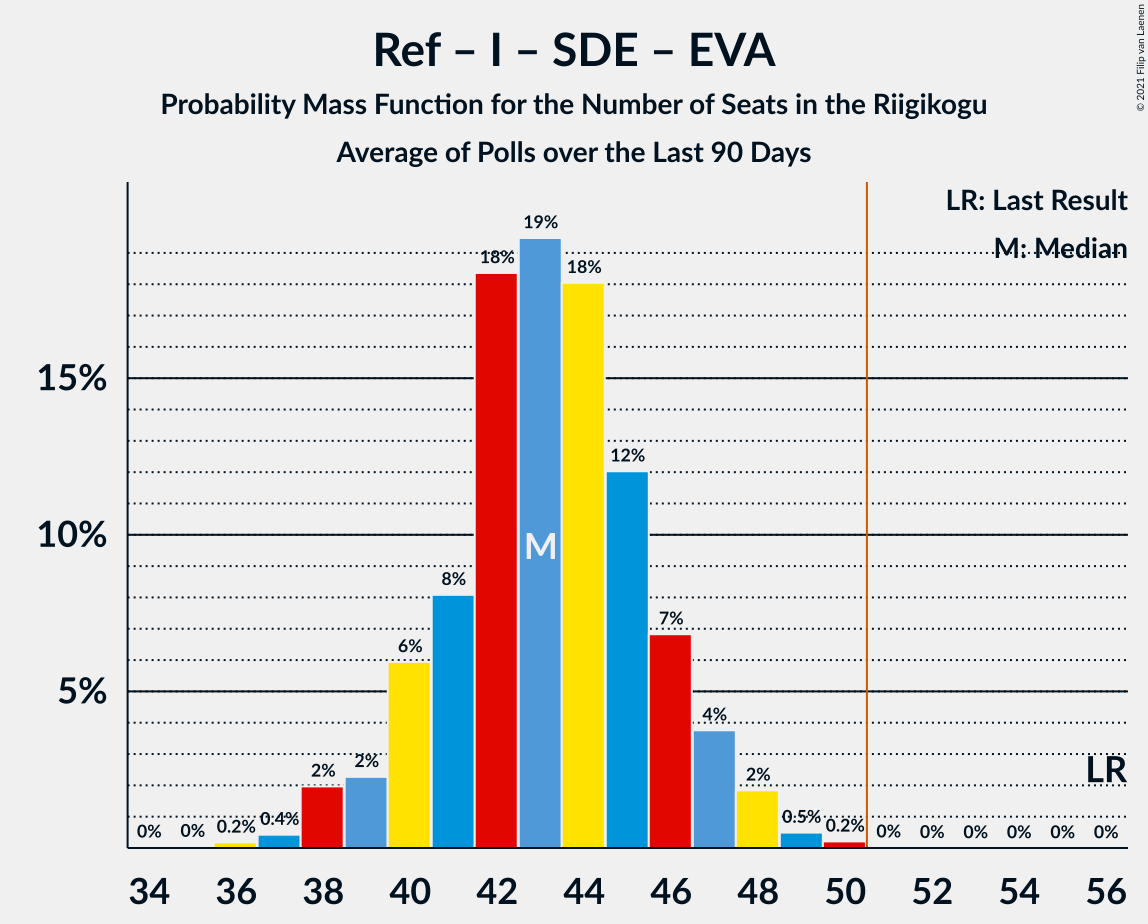 Ref – I – SDE – EVA
Probability Mass Function for the Number of Seats in the Riigikogu
Average of Polls over the Last 90 Days
© 2021 Filip van Laenen
LR: Last Result
M: Median
15%
10%
5%
0% 0% 0.2% 0.4% 2% 2% 6% 8% 18% 19% 18% 12% 7% 4% 2% 0.5% 0.2% 0% 0% 0% 0% 0% 0%
M
LR
34 36 38 40 42 44 46 48 50 52 54 56